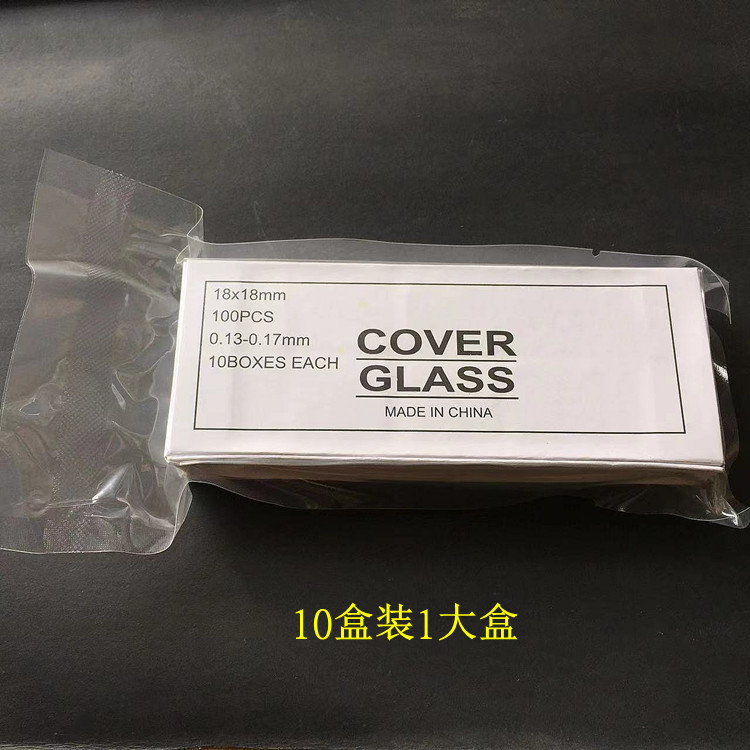 18x18mm
100PCS
0.13-0.17mm
10BOXES EACH
COVER
GLASS
MADE IN CHINA
10盒装1大盒